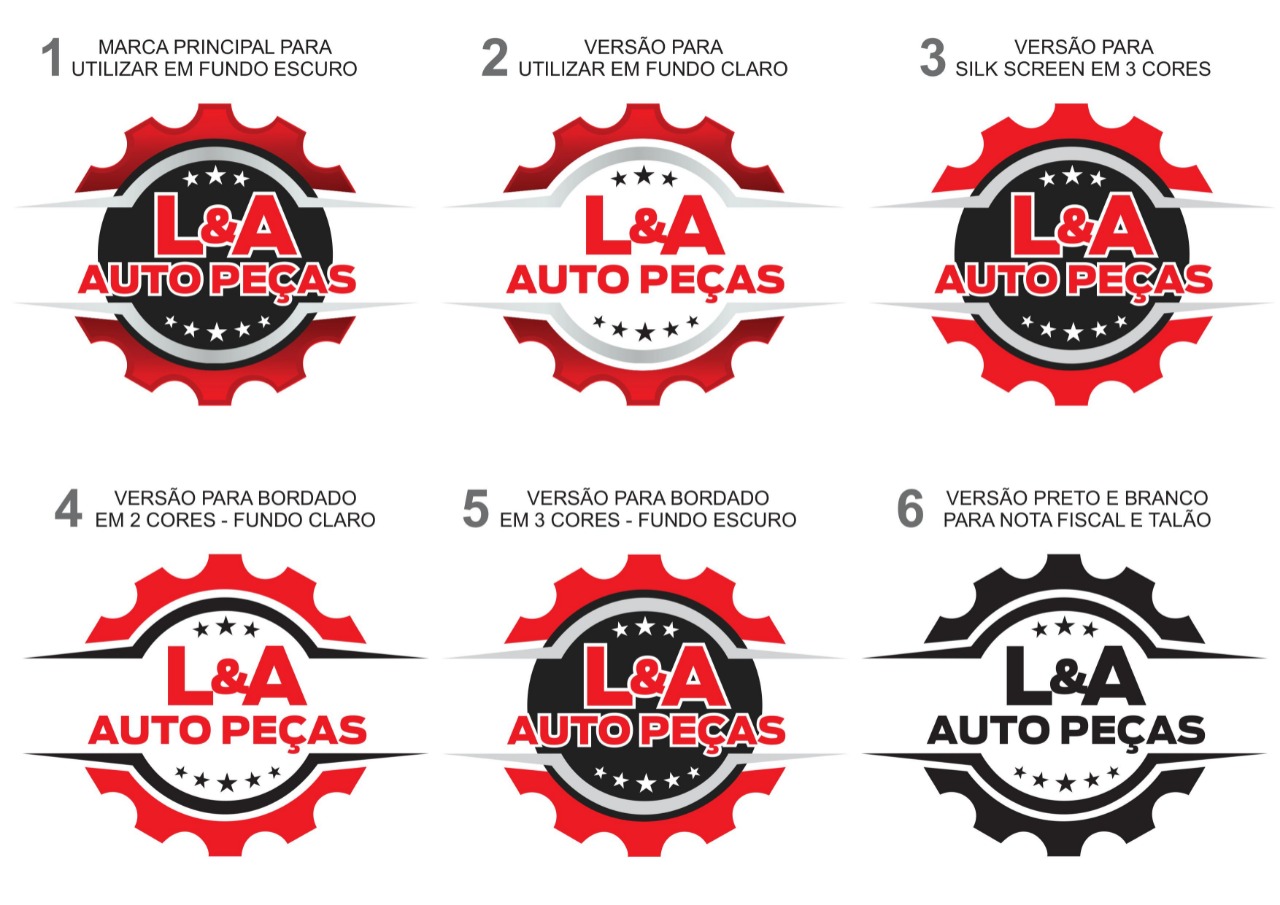 1 MARCA PRINCIPAL PARA
UTILIZAR EM FUNDO ESCURO
L&A
AUTO PEÇAS
2 VERSÃO PARA
UTILIZAR EM FUNDO CLARO
L&A
AUTO PEÇAS
3 VERSÃO PARA
SILK SCREEN EM 3 CORES
L&A
AUTO PEÇAS
4 VERSÃO PARA BORDADO
EM 2 CORES - FUNDO CLARO
L&A
AUTO PEÇAS
5 VERSÃO PARA BORDADO
EM 3 CORES - FUNDO ESCURO
L&A
AUTO PEÇAS
6 VERSÃO PRETO E BRANCO
PARA NOTA FISCAL E TALÃO
L&A
AUTO PEÇAS